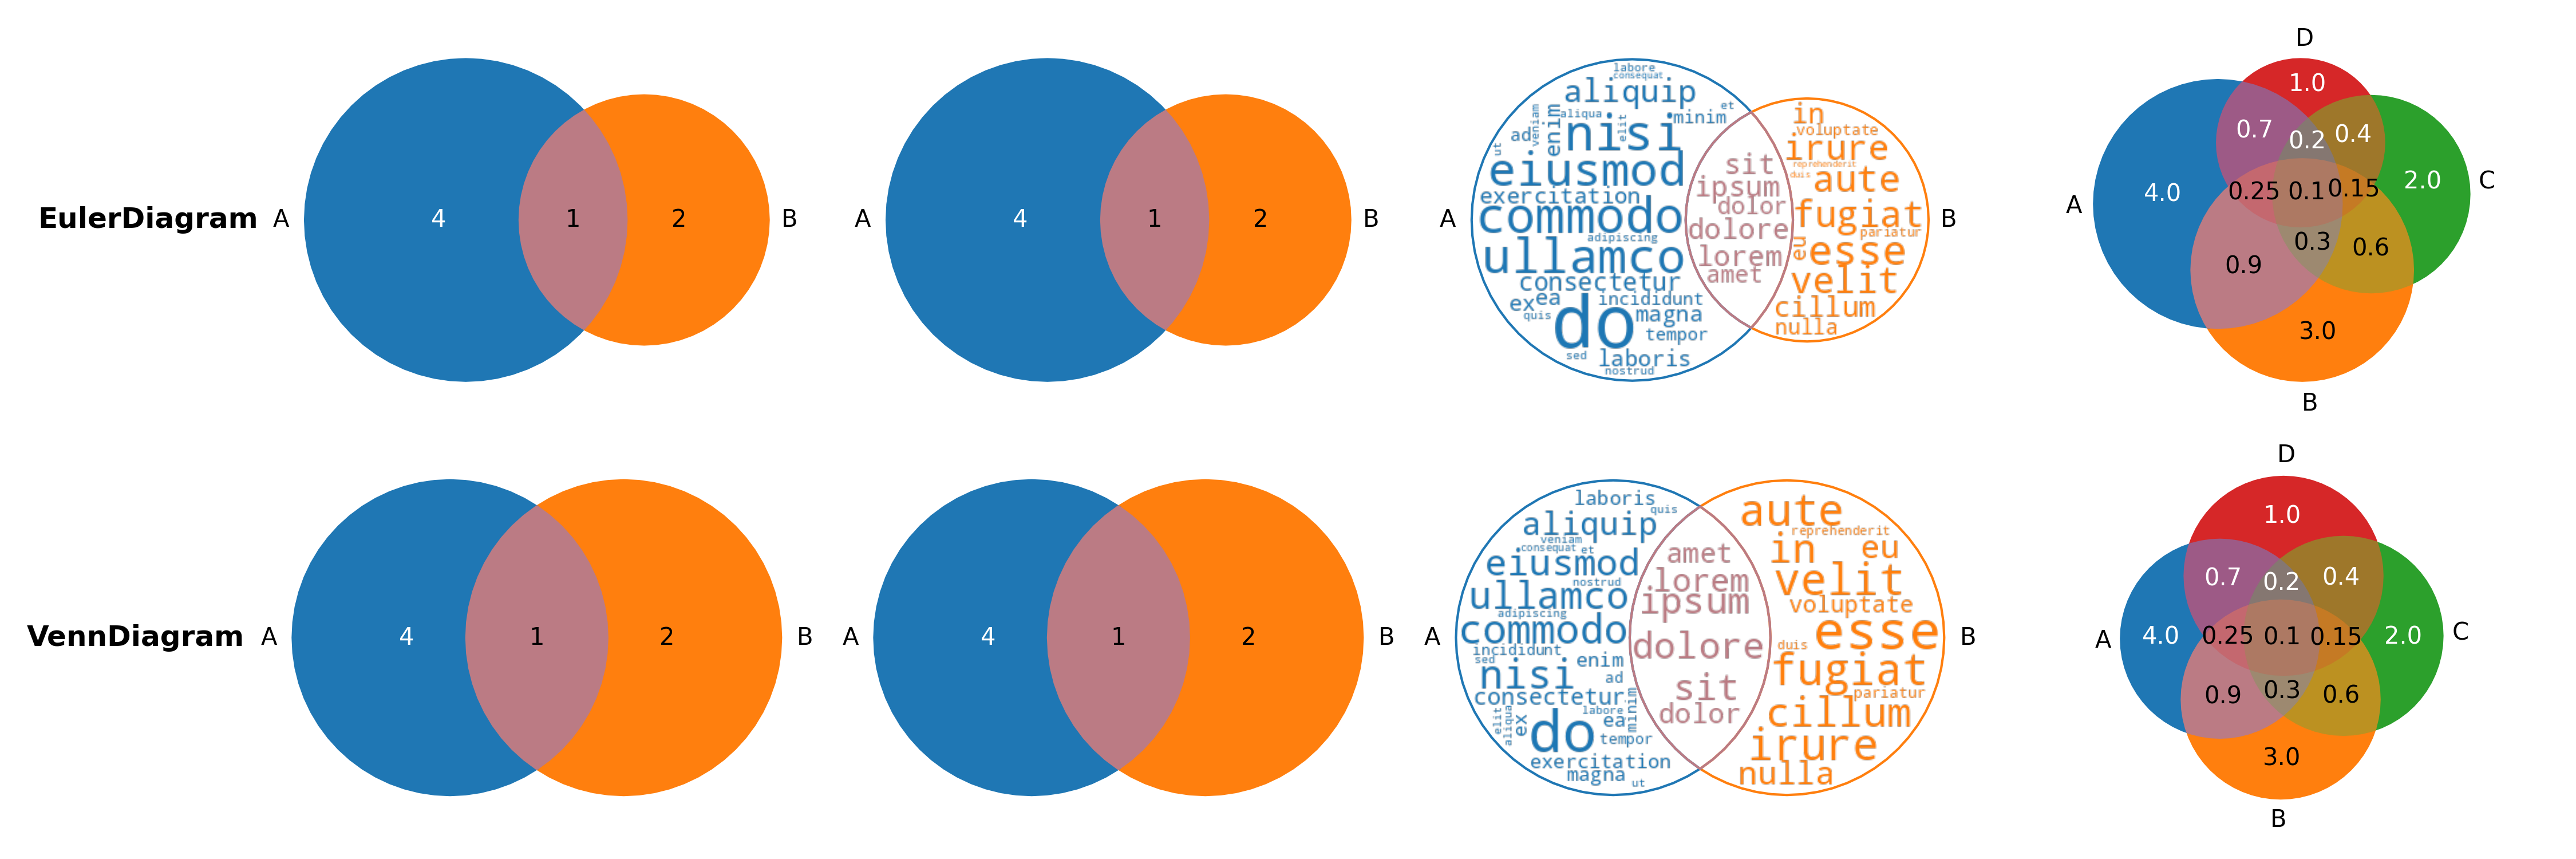 EulerDiagram
A
4
1
2
B
A
4
1
2
B
A
labore
consequat
aliquip
et
veniam
enim
aliqua
elit
minim
ad
nisi
ut
eiusmod
exercitation
commodo
adipiscing
ullamco
consectetur
ex
ea
incididunt
quis
do
magna
tempor
sed
laboris
nostrud
sit
ipsum
dolor
dolore
lorem
amet
in
voluptate
irure
reprehenderit
duis
aute
fugiat
pariatur
eu
esse
velit
cillum
nulla
B
D
1.0
0.7
0.2
0.4
A
4.0
0.25
0.1
0.15
2.0
C
0.3
0.6
0.9
3.0
B
VennDiagram
A
4
1
2
B
A
4
1
2
B
A
laboris
quis
aliquip
veniam
consequat
et
eiusmod
nostrud
ullamco
adipiscing
commodo
incididunt
sed
enim
nisi
ad
consectetur
elit
aliqua
ex
labore
ea
minim
do
tempor
exercitation
magna
ut
amet
lorem
ipsum
dolore
sit
dolor
aute
reprehenderit
in
eu
velit
voluptate
esse
duis
fugiat
pariatur
cillum
irure
nulla
B
D
1.0
0.7
0.2
0.4
A
4.0
0.25
0.1
0.15
2.0
C
0.9
0.3
0.6
3.0
B